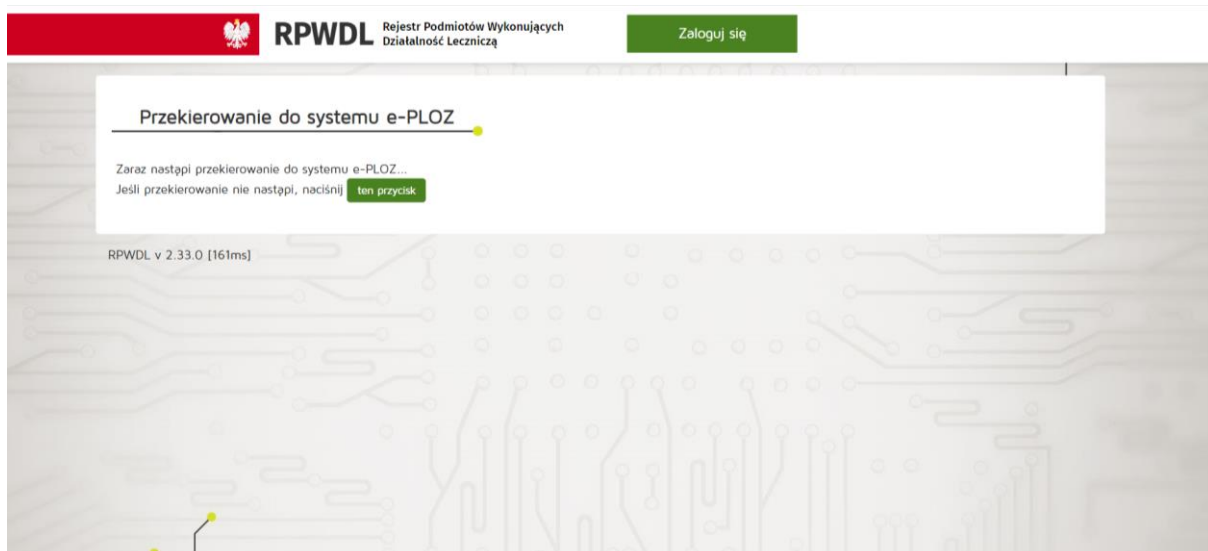 RPWDL
Rejestr Podmiotów Wykonujących
Działalność Leczniczą
Zaloguj się
Przekierowanie do systemu e-PLOZ
Zaraz nastąpi przekierowanie do systemu e-PLOZ...
Jeśli przekierowanie nie nastąpi, naciśnij ten przycisk
RPWDL v 2.33.0 [161ms]